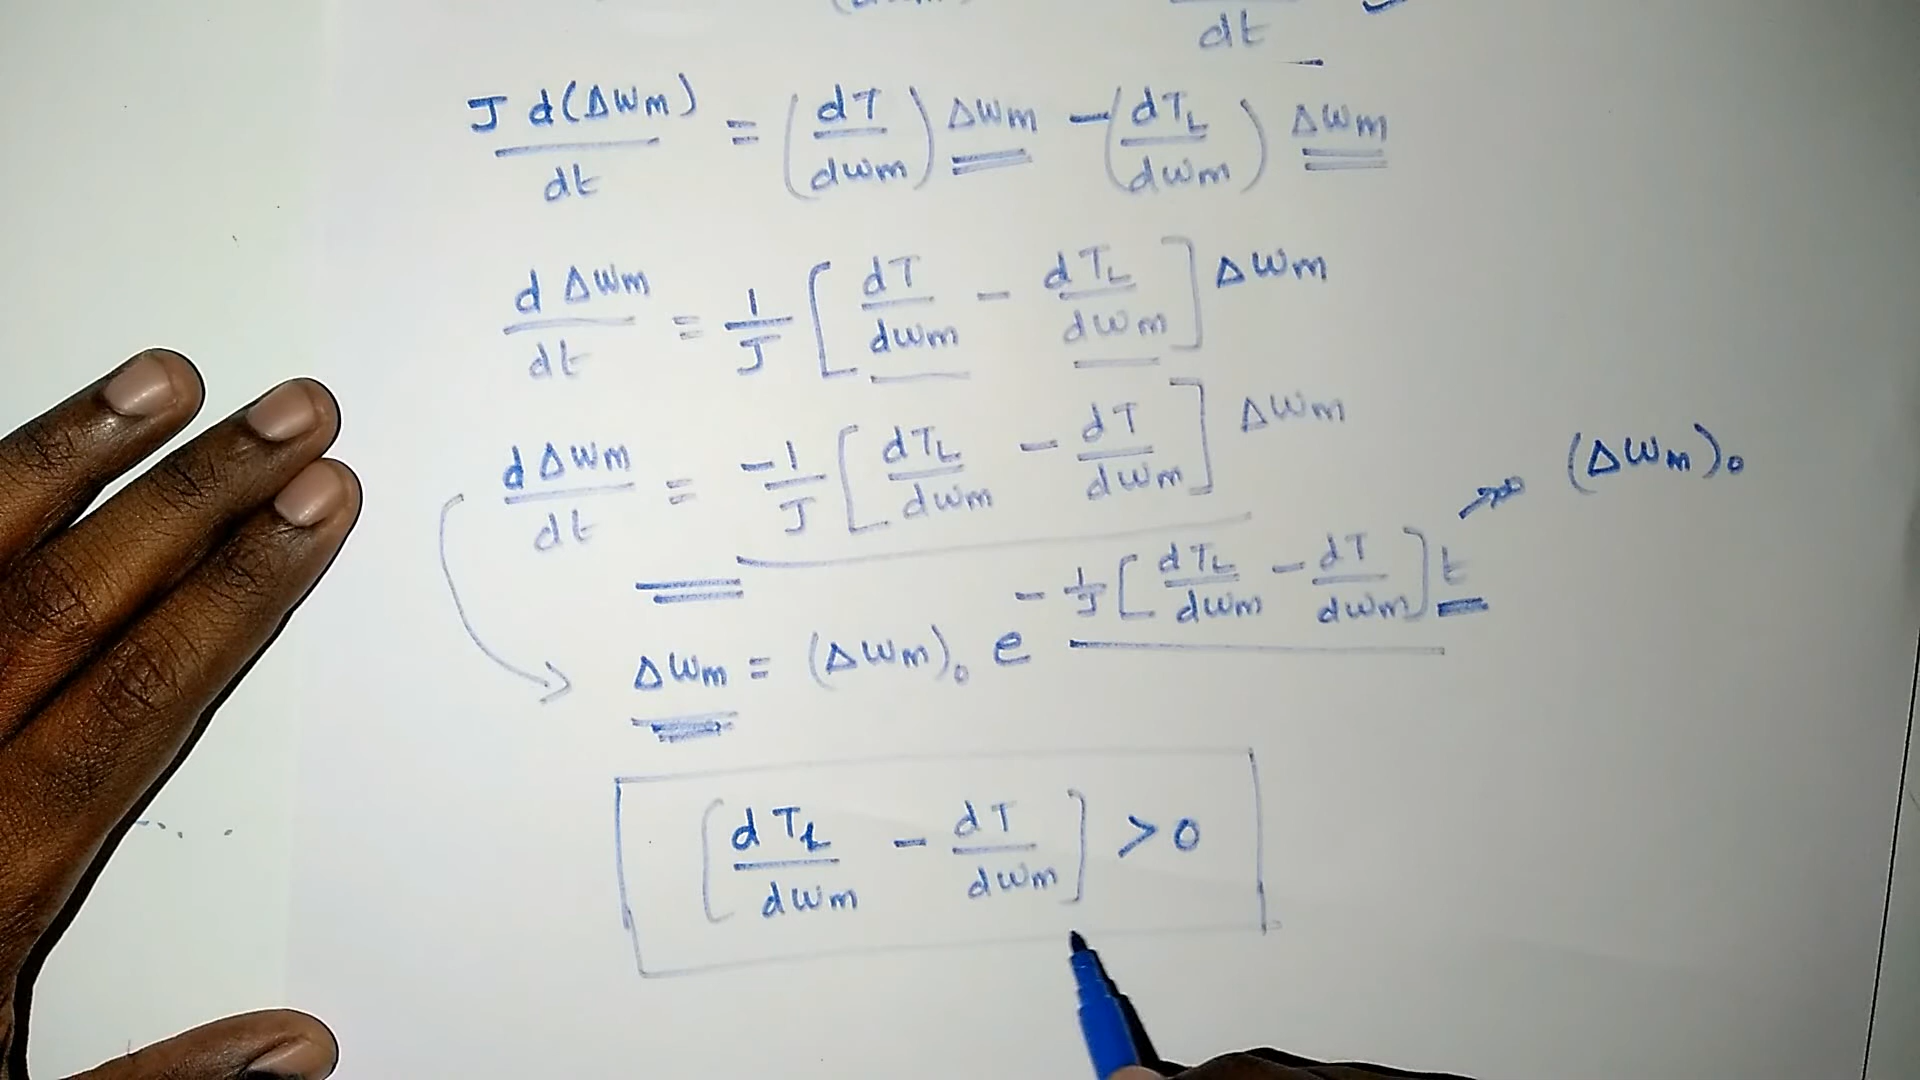 dt
J d(Δωm)/dt = (dT/dωm) Δωm - (dTL/dωm) Δωm
d Δωm/dt = 1/J [dT/dωm - dTL/dωm] Δωm
d Δωm/dt = -1/J [dTL/dωm - dT/dωm] Δωm
(Δωm)₀
Δωm = (Δωm)₀ e^(- 1/J [dTL/dωm - dT/dωm] t)
[dTL/dωm - dT/dωm] > 0